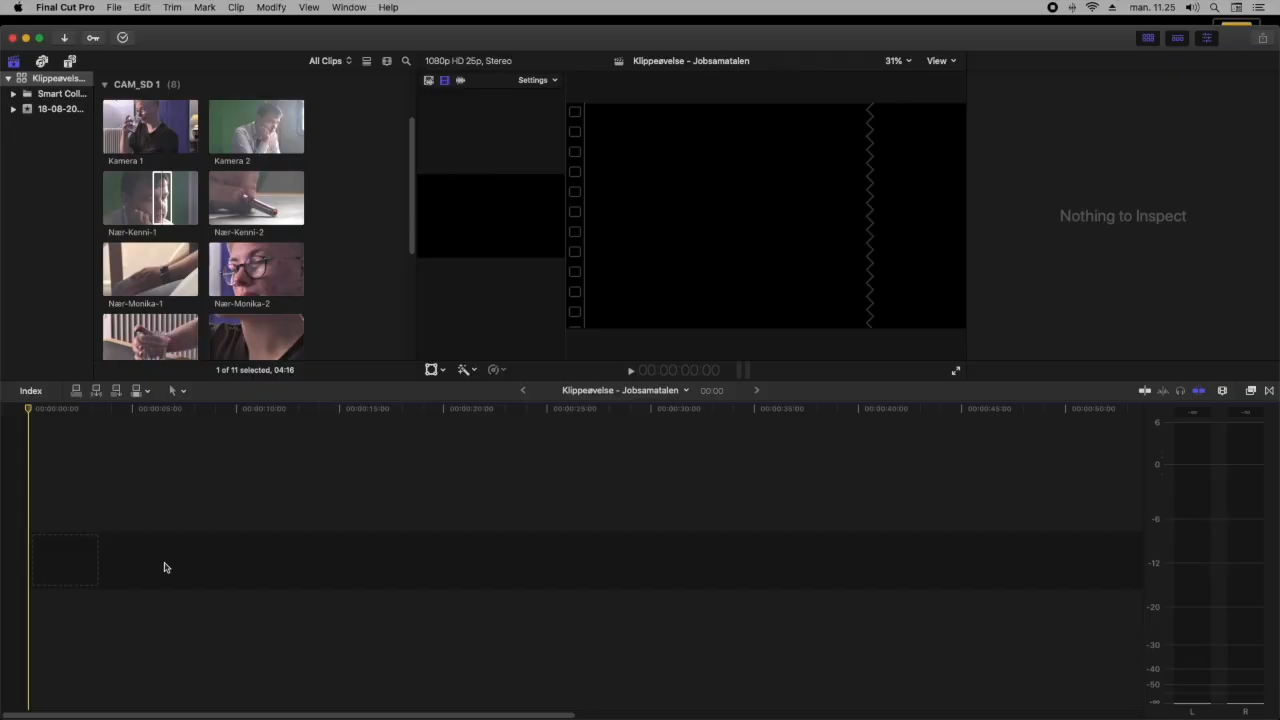 Final Cut Pro File Edit Trim Mark Clip Modify View Window Help man. 11.25
All Clips 1080p HD 25p, Stereo Klippeøvelse - Jobsamatalen 31% View
Klippeøvels...
Smart Coll...
18-08-20...
CAM_SD 1 (8)
Kamera 1 Kamera 2
Nær-Kenni-1 Nær-Kenni-2
Nær-Monika-1 Nær-Monika-2
1 of 11 selected, 04:16
Settings
Nothing to Inspect
00:00:00:00
Index Klippeøvelse - Jobsamatalen 00:00
00:00:00:00 00:00:05:00 00:00:10:00 00:00:15:00 00:00:20:00 00:00:25:00 00:00:30:00 00:00:35:00 00:00:40:00 00:00:45:00 00:00:50:00
-∞ -∞
6
0
-6
-12
-20
-30
-40
-50
-∞
L R